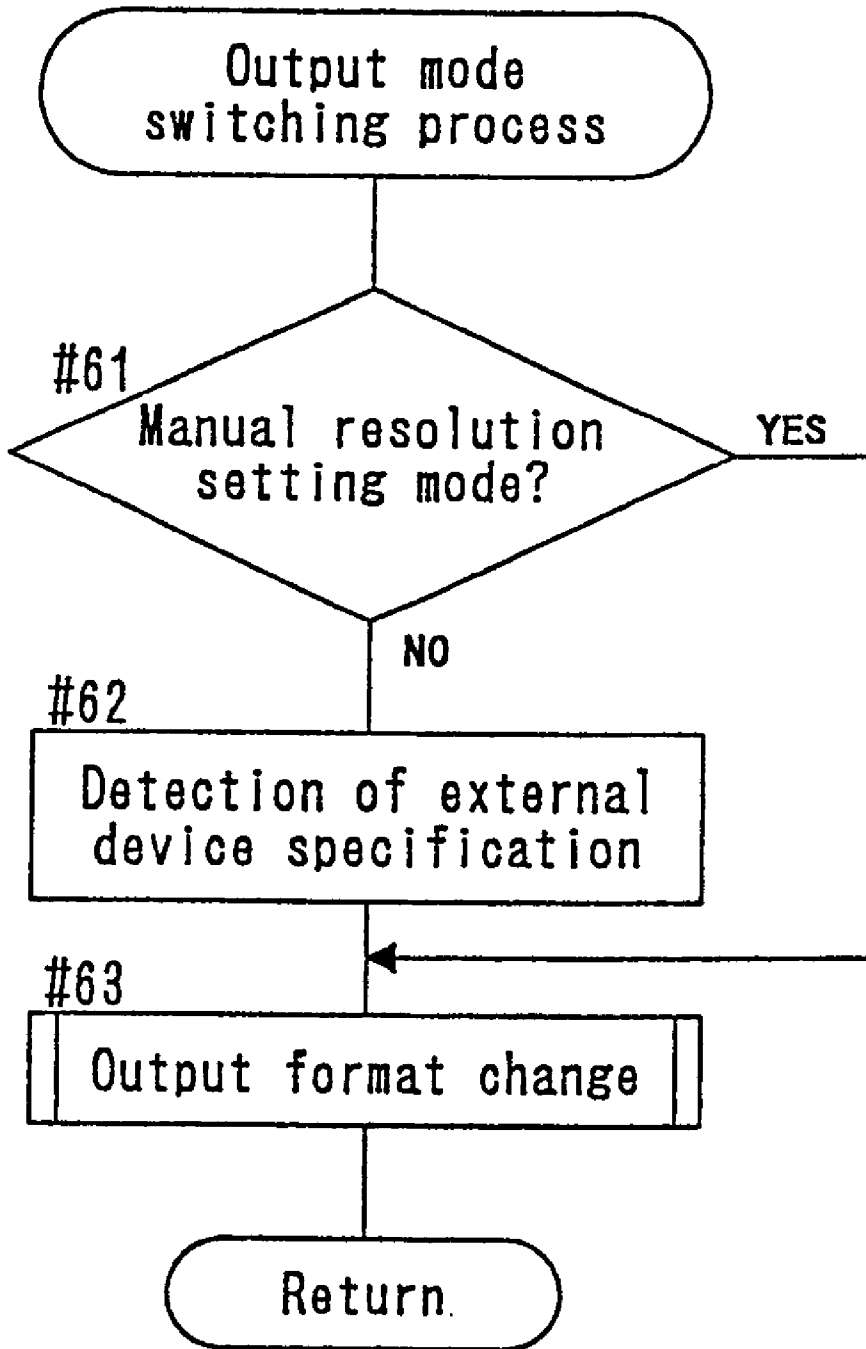 Output mode
switching process
#61
Manual resolution
setting mode?
YES
NO
#62
Detection of external
device specification
#63
Output format change
Return